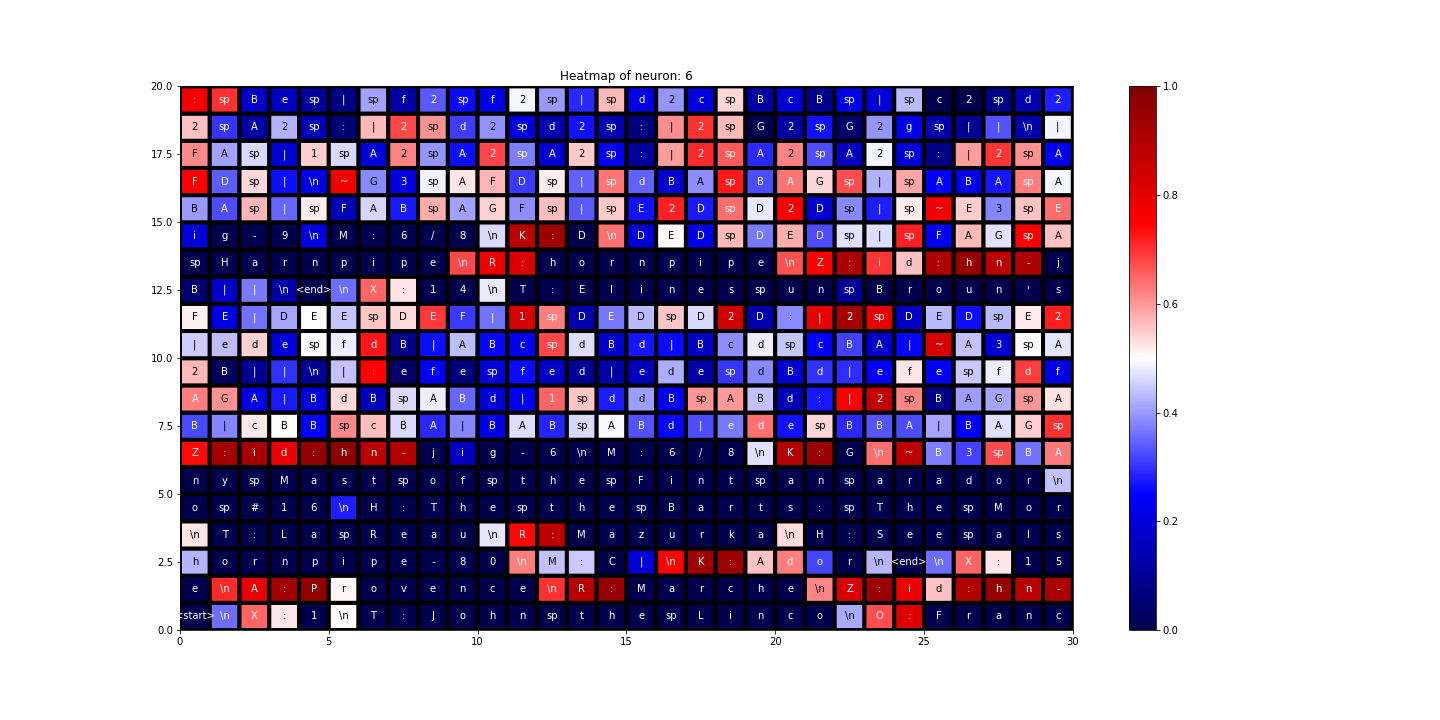 Heatmap of neuron: 6
20.0 : sp B e sp | sp f 2 sp f 2 sp | sp d 2 c sp B c B sp | sp c 2 sp d 2 1.0
2 sp A 2 sp : | 2 sp d 2 sp d 2 sp : | 2 sp G 2 sp G 2 g sp | | \n |
17.5 F A sp | 1 sp A 2 sp A 2 sp A 2 sp : | 2 sp A 2 sp A 2 sp : | 2 sp A
F D sp | \n ~ G 3 sp A F D sp | sp d B A sp B A G sp | sp A B A sp A
15.0 B A sp | sp F A B sp A G F sp | sp E 2 D sp D 2 D sp | sp ~ E 3 sp E 0.8
i g - 9 \n M : 6 / 8 \n K : D \n D E D sp D E D sp | sp F A G sp A
sp H a r n p i p e \n R : h o r n p i p e \n Z : i d : h n - j
12.5 B | | \n <end> \n X : 1 4 \n T : E l i n e s sp u n sp B r o u n ' s
F E | D E E sp D E F | 1 sp D E D sp D 2 D : | 2 sp D E D sp E 2 0.6
10.0 | e d e sp f d B | A B c sp d B d | B c d sp c B A | ~ A 3 sp A
2 B | | \n | : e f e sp f e d | e d e sp d B d | e f e sp f d f
A G A | B d B sp A B d | 1 sp d d B sp A B d : | 2 sp B A G sp A 0.4
7.5 B | c B B sp c B A | B A B sp A B d | e d e sp B B A | B A G sp
Z : i d : h n - j i g - 6 \n M : 6 / 8 \n K : G \n ~ B 3 sp B A
5.0 n y sp M a s t sp o f sp t h e sp F i n t sp a n sp a r a d o r \n
o sp # 1 6 \n H : T h e sp t h e sp B a r t s : sp T h e sp M o r 0.2
\n T : L a sp R e a u \n R : M a z u r k a \n H : S e e sp a l s
2.5 h o r n p i p e - 8 0 \n M : C | \n K : A d o r \n <end> \n X : 1 5
e \n A : P r o v e n c e \n R : M a r c h e \n Z : i d : h n -
0.0 <start> \n X : 1 \n T : J o h n sp t h e sp L i n c o \n O : F r a n c 0.0
0 5 10 15 20 25 30